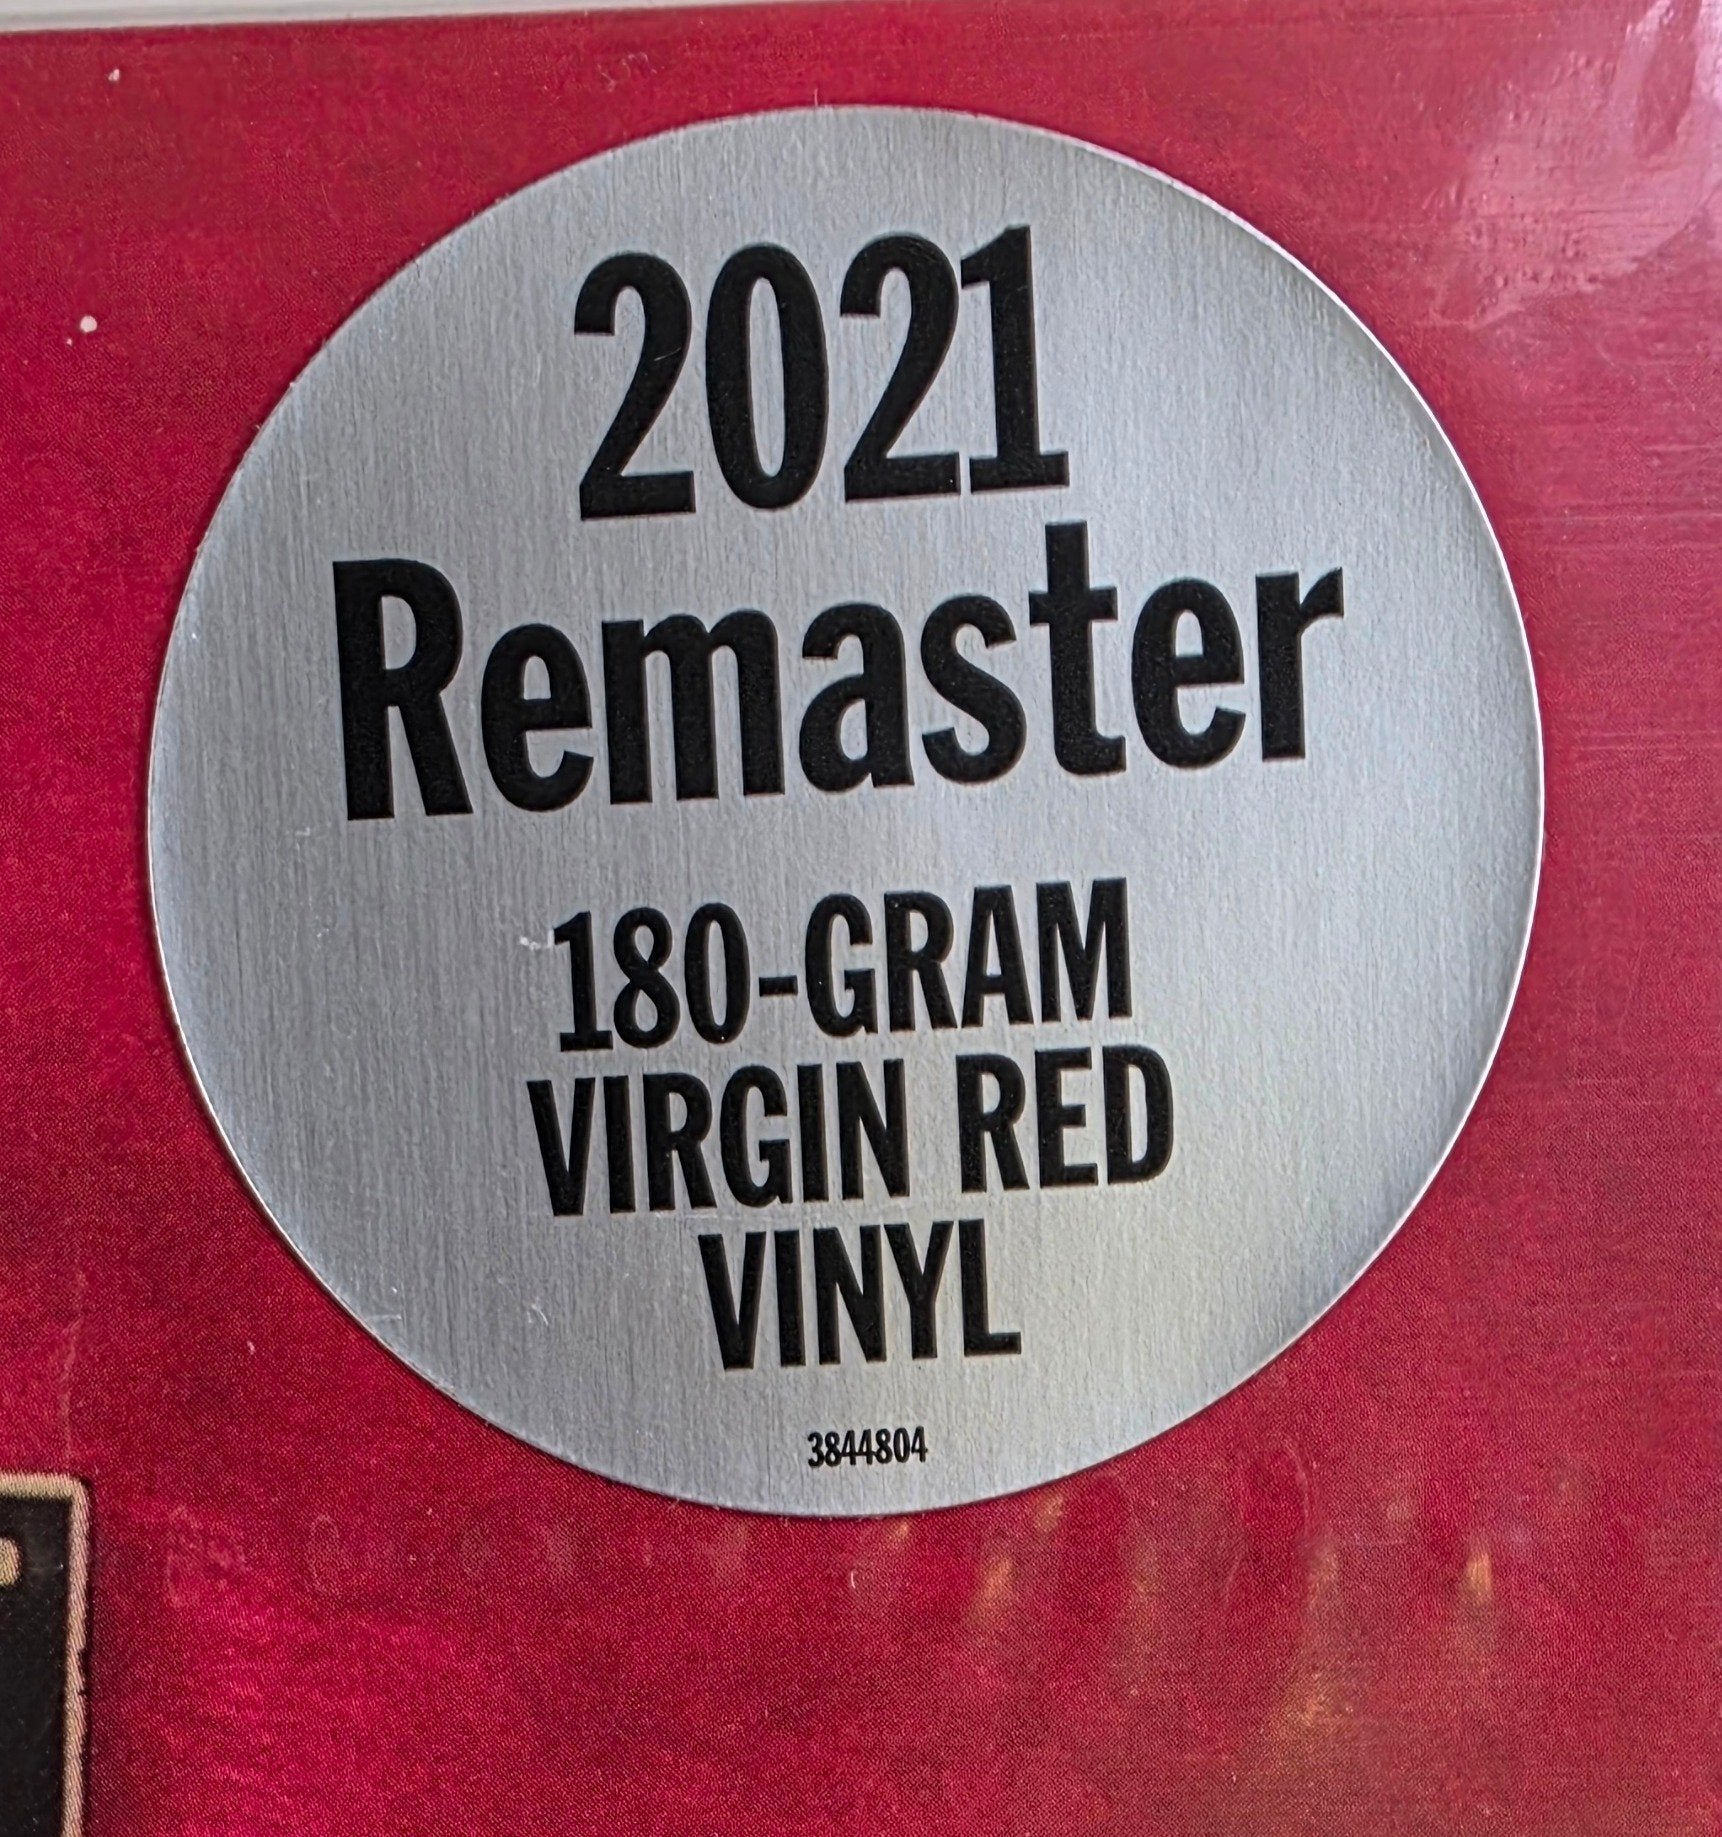 2021
Remaster
180-GRAM
VIRGIN RED
VINYL
3844804